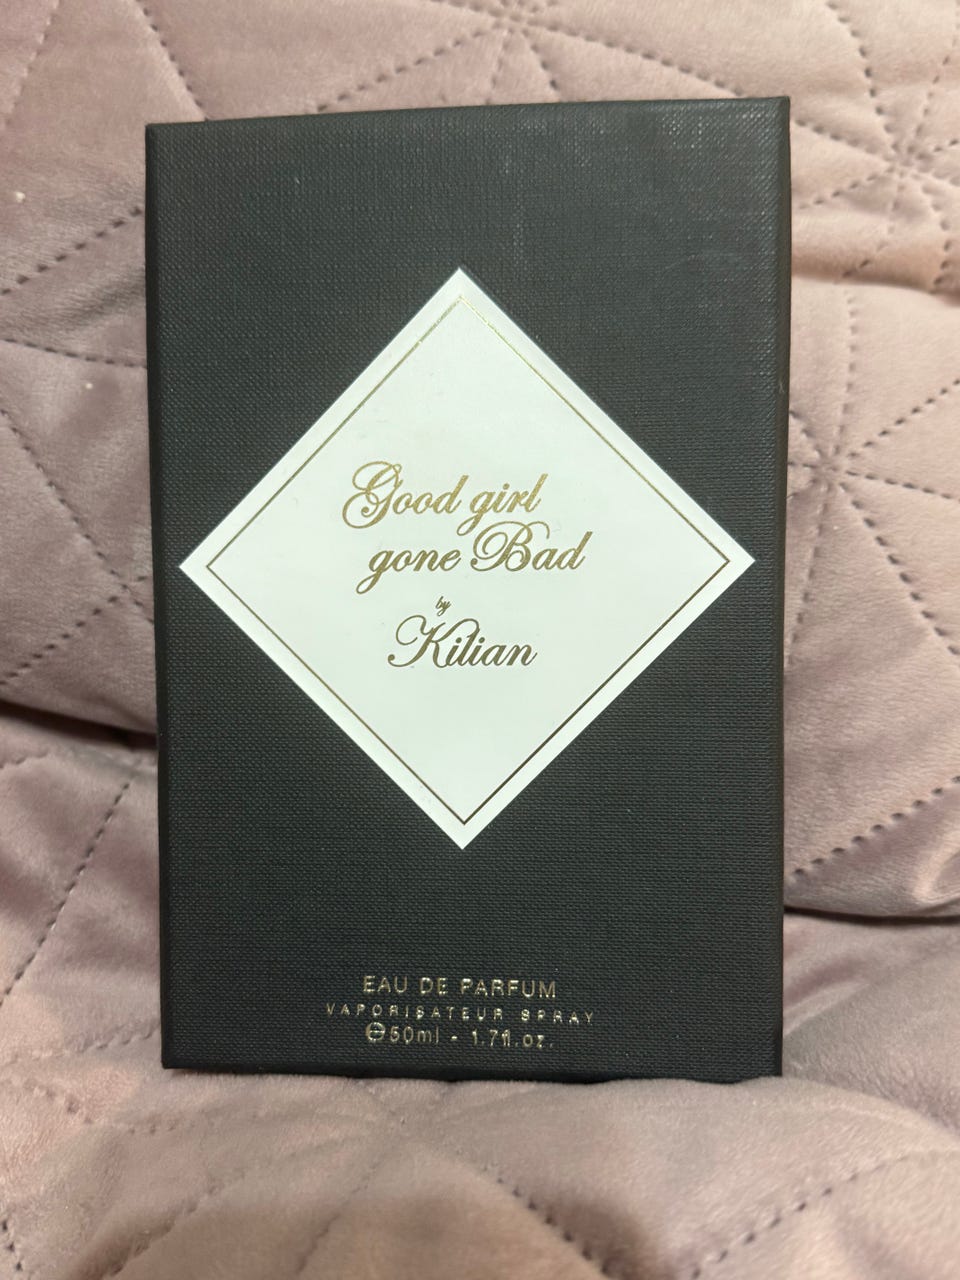 Good girl
gone Bad
by
Kilian
EAU DE PARFUM
VAPORISATEUR SPRAY
⊖50ml - 1.7fl.oz.